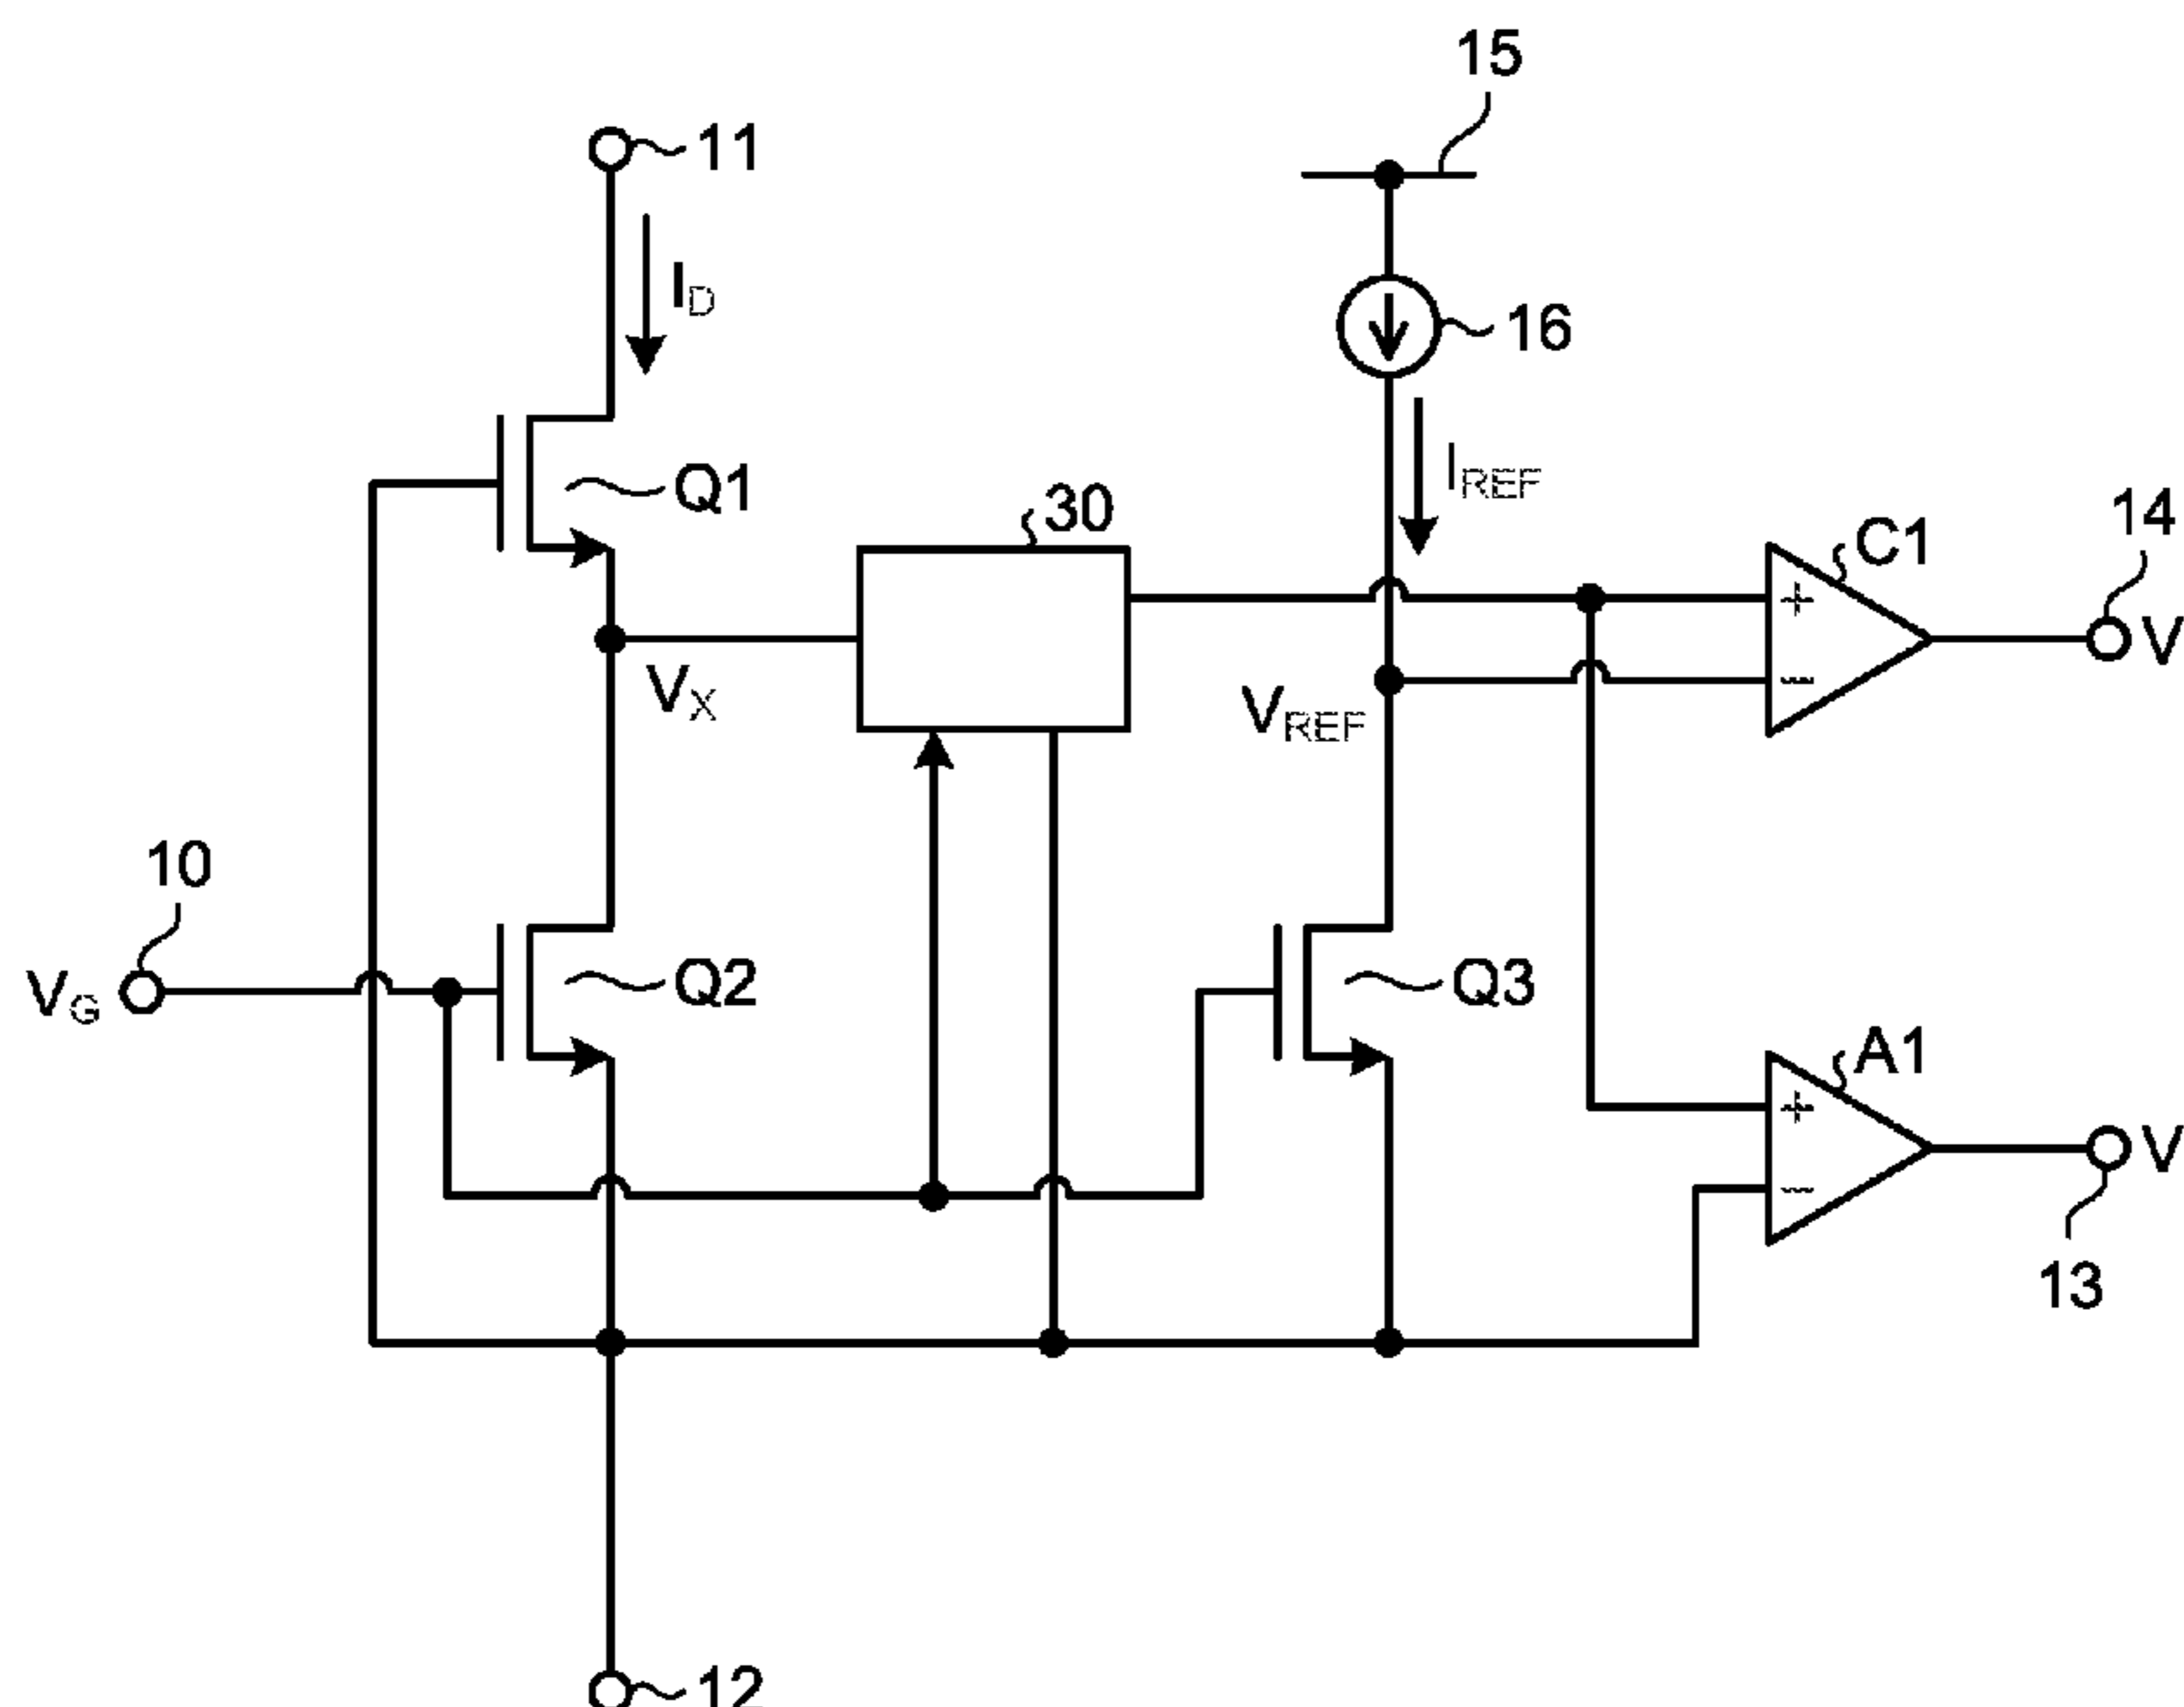 15
11
I_D
16
Q1
30
I_REF
14
C1
+
V
V_X
V_REF
−
10
A1
V_G
Q2
Q3
+
V
−
13
12